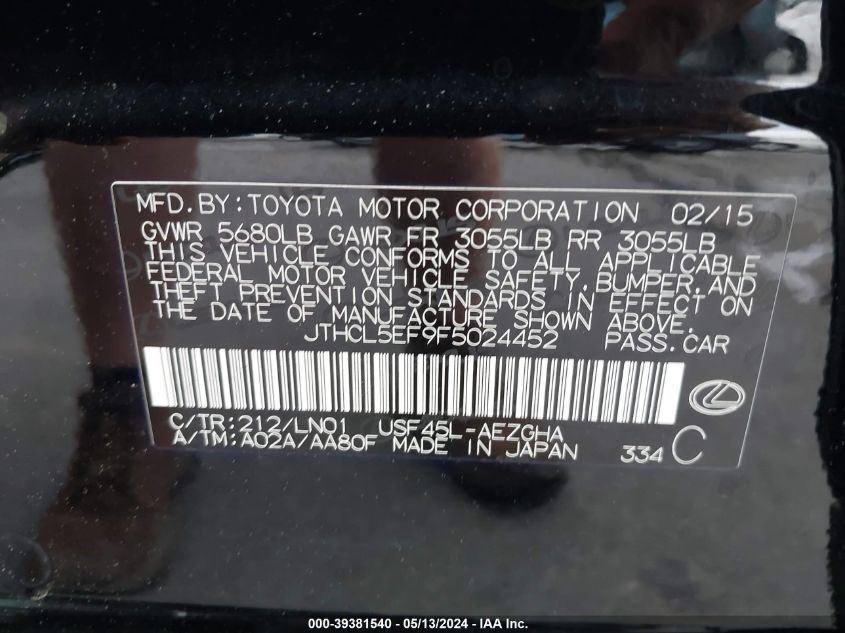 MFD.BY:TOYOTA MOTOR CORPORATION 02/15
GVWR 5680LB GAWR FR 3055LB RR 3055LB
THIS VEHICLE CONFORMS TO ALL APPLICABLE
FEDERAL MOTOR VEHICLE SAFETY,BUMPER,AND
THEFT PREVENTION STANDARDS IN EFFECT ON
THE DATE OF MANUFACTURE SHOWN ABOVE.
JTHCL5EF9F5024452 PASS.CAR
C/TR:212/LN01 USF45L-AEZGHA
A/TM:A02A/AA80F MADE IN JAPAN 334 C
000-39381540 - 05/13/2024 - IAA Inc.